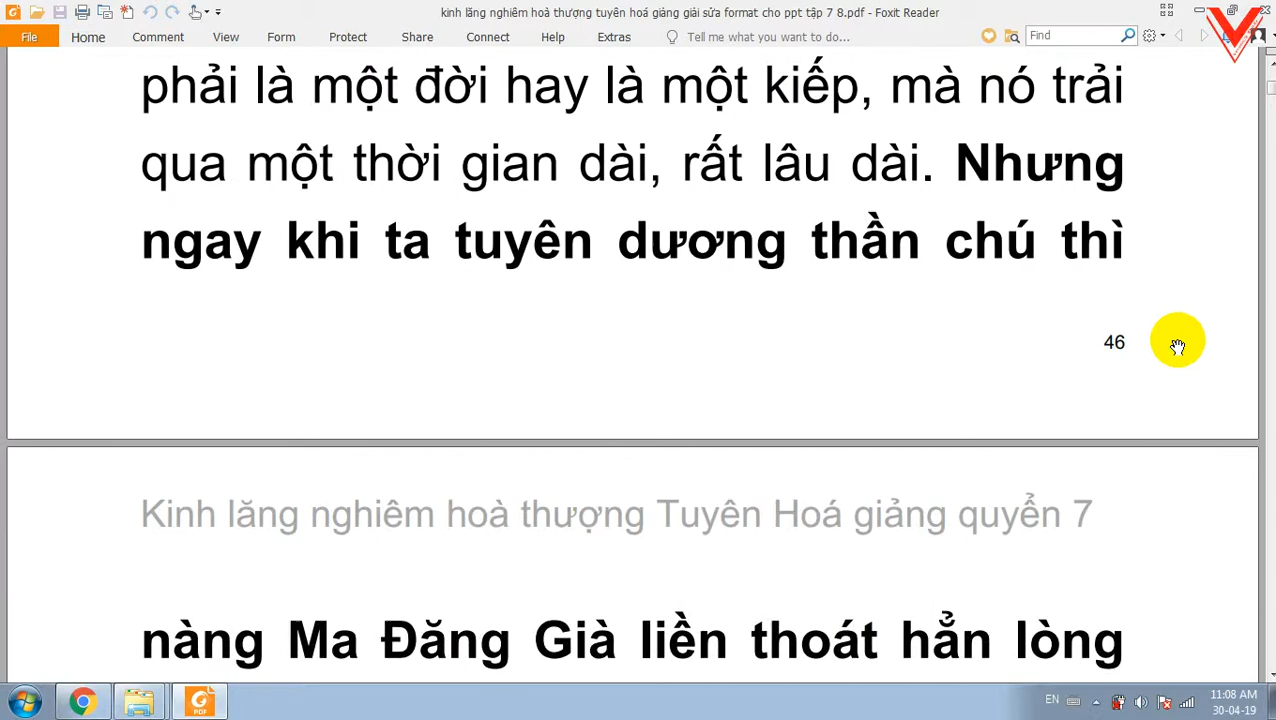 kinh lăng nghiêm hoà thượng tuyên hoá giảng giải sửa format cho ppt tập 7 8.pdf - Foxit Reader
File Home Comment View Form Protect Share Connect Help Extras Tell me what you want to do... Find
phải là một đời hay là một kiếp, mà nó trải
qua một thời gian dài, rất lâu dài. Nhưng
ngay khi ta tuyên dương thần chú thì
46
Kinh lăng nghiêm hoà thượng Tuyên Hoá giảng quyển 7
nàng Ma Đăng Già liền thoát hẳn lòng
PDF
EN
11:08 AM
30-04-19